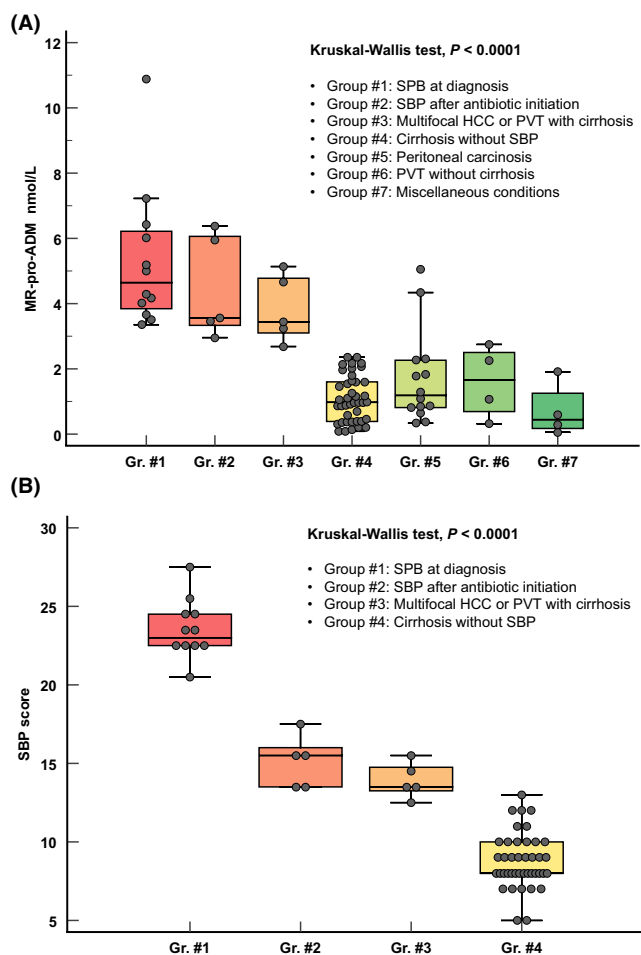 (A)
12
10
8
6
4
2
0
MR-pro-ADM nmol/L
Kruskal-Wallis test, P < 0.0001
• Group #1: SPB at diagnosis
• Group #2: SBP after antibiotic initiation
• Group #3: Multifocal HCC or PVT with cirrhosis
• Group #4: Cirrhosis without SBP
• Group #5: Peritoneal carcinosis
• Group #6: PVT without cirrhosis
• Group #7: Miscellaneous conditions
Gr. #1 Gr. #2 Gr. #3 Gr. #4 Gr. #5 Gr. #6 Gr. #7
(B)
30
25
20
15
10
5
SBP score
Kruskal-Wallis test, P < 0.0001
• Group #1: SPB at diagnosis
• Group #2: SBP after antibiotic initiation
• Group #3: Multifocal HCC or PVT with cirrhosis
• Group #4: Cirrhosis without SBP
Gr. #1 Gr. #2 Gr. #3 Gr. #4